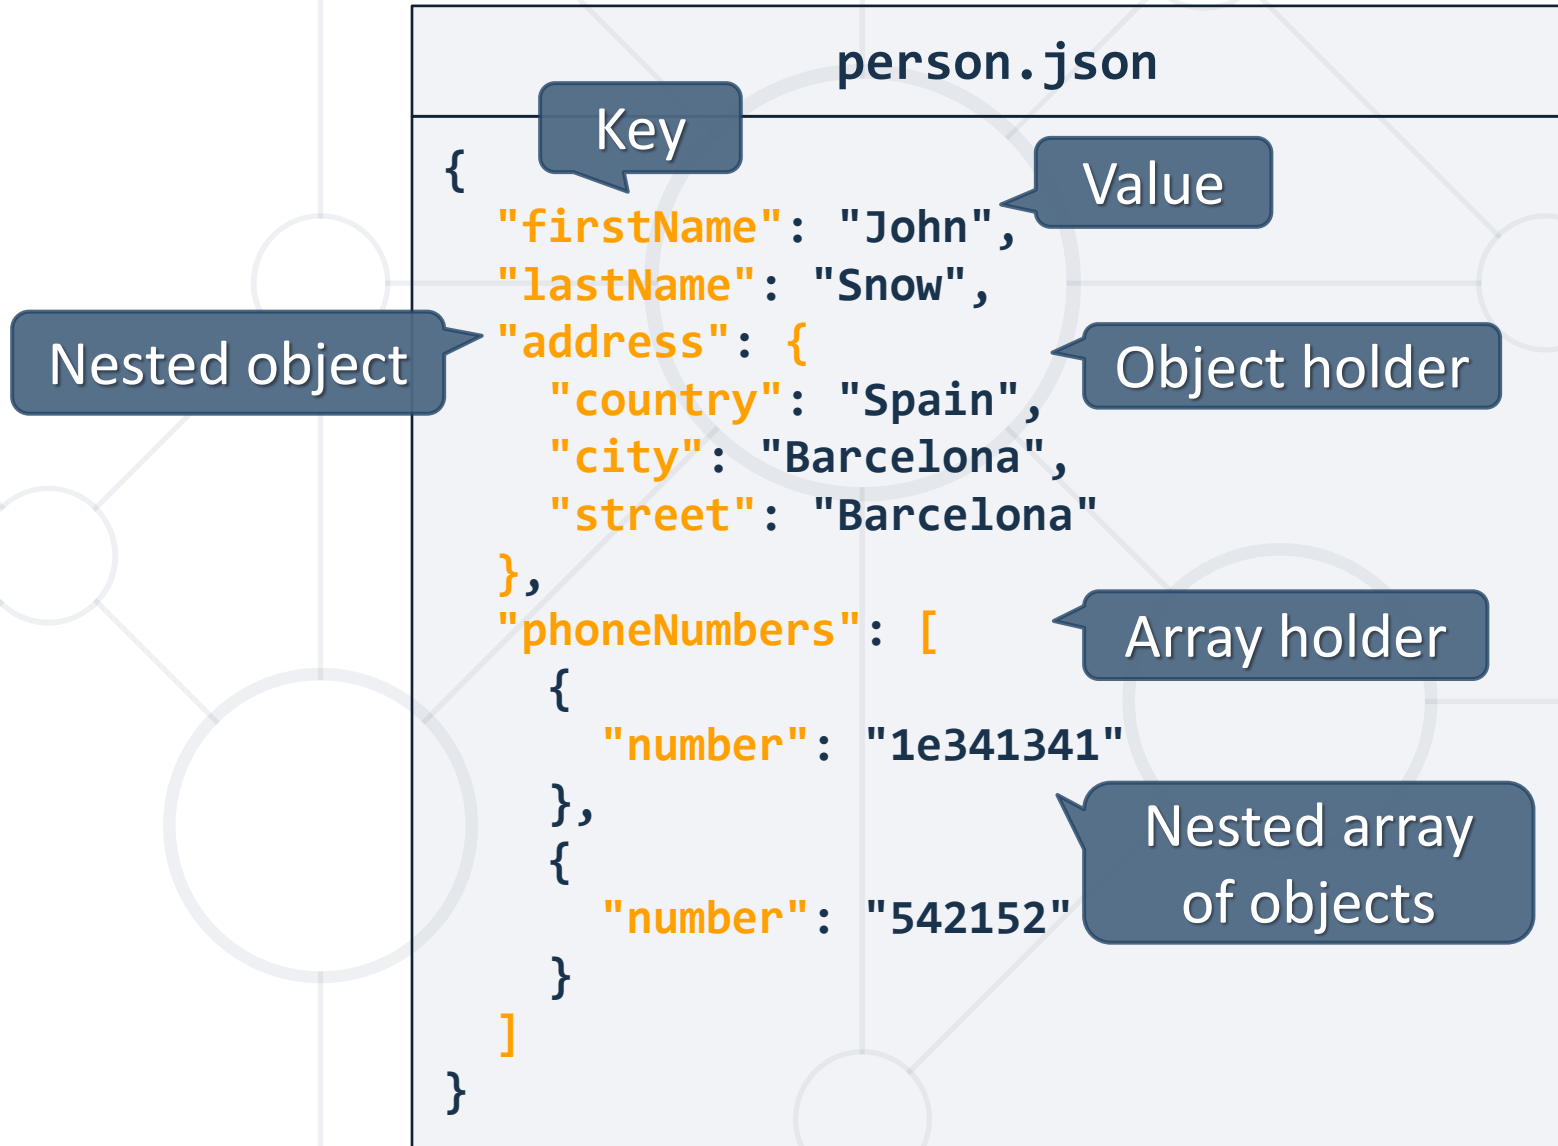 person.json
Key
{
Value
"firstName": "John",
"lastName": "Snow",
Nested object
"address": {
Object holder
"country": "Spain",
"city": "Barcelona",
"street": "Barcelona"
},
"phoneNumbers": [
Array holder
{
"number": "1e341341"
},
Nested array
of objects
{
"number": "542152"
}
]
}